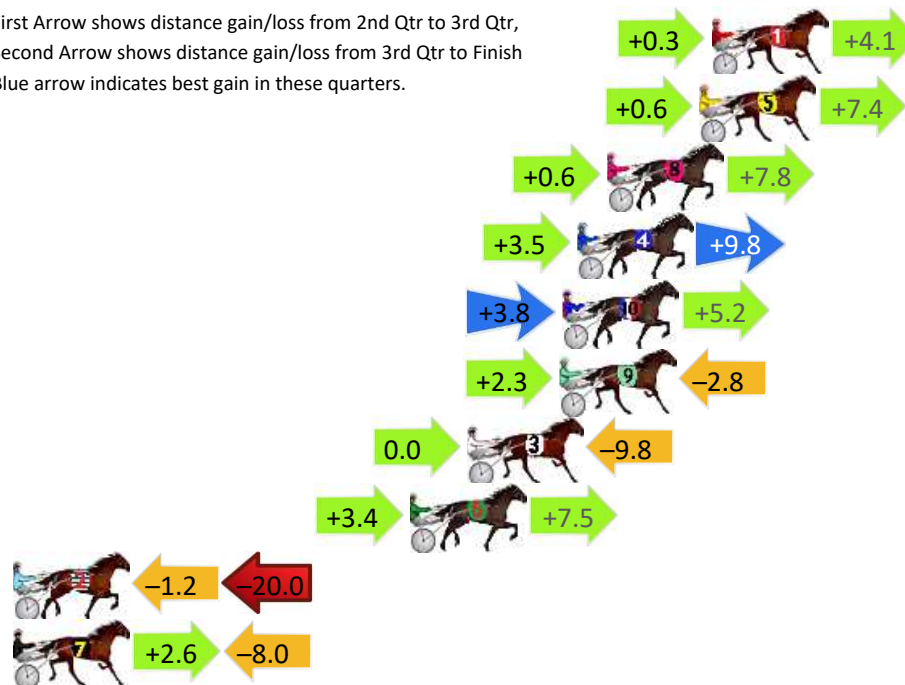 irst Arrow shows distance gain/loss from 2nd Qtr to 3rd Qtr,
econd Arrow shows distance gain/loss from 3rd Qtr to Finish
lue arrow indicates best gain in these quarters.
+0.3 1 +4.1
+0.6 5 +7.4
+0.6 8 +7.8
+3.5 4 +9.8
+3.8 10 +5.2
+2.3 9 –2.8
0.0 3 –9.8
+3.4 6 +7.5
2 –1.2 –20.0
7 +2.6 –8.0